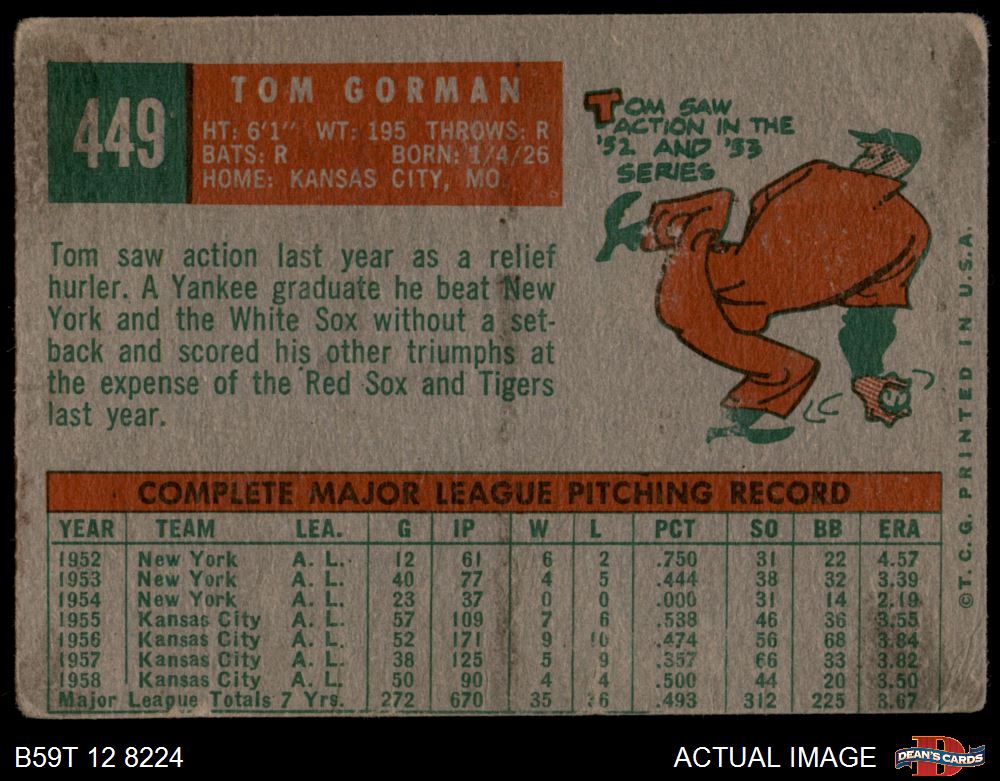 449
TOM GORMAN
HT: 6'1" WT: 195 THROWS: R
BATS: R BORN: 1/4/26
HOME: KANSAS CITY, MO.
TOM SAW
ACTION IN THE
'52 AND '53
SERIES
Tom saw action last year as a relief
hurler. A Yankee graduate he beat New
York and the White Sox without a set-
back and scored his other triumphs at
the expense of the Red Sox and Tigers
last year.
COMPLETE MAJOR LEAGUE PITCHING RECORD
YEAR TEAM LEA. G IP W L PCT SO BB ERA
1952 New York A. L. 12 61 6 2 .750 31 22 4.57
1953 New York A. L. 40 77 4 5 .444 38 32 3.39
1954 New York A. L. 23 37 0 0 .000 31 14 2.19
1955 Kansas City A. L. 57 109 7 6 .538 46 36 3.55
1956 Kansas City A. L. 52 171 9 10 .474 56 68 3.84
1957 Kansas City A. L. 38 125 5 9 .357 66 33 3.82
1958 Kansas City A. L. 50 90 4 4 .500 44 20 3.50
Major League Totals 7 Yrs. 272 670 35 36 .493 312 225 3.67
©T. C. G. PRINTED IN U.S.A.
B59T 12 8224
ACTUAL IMAGE
D
DEAN'S CARDS